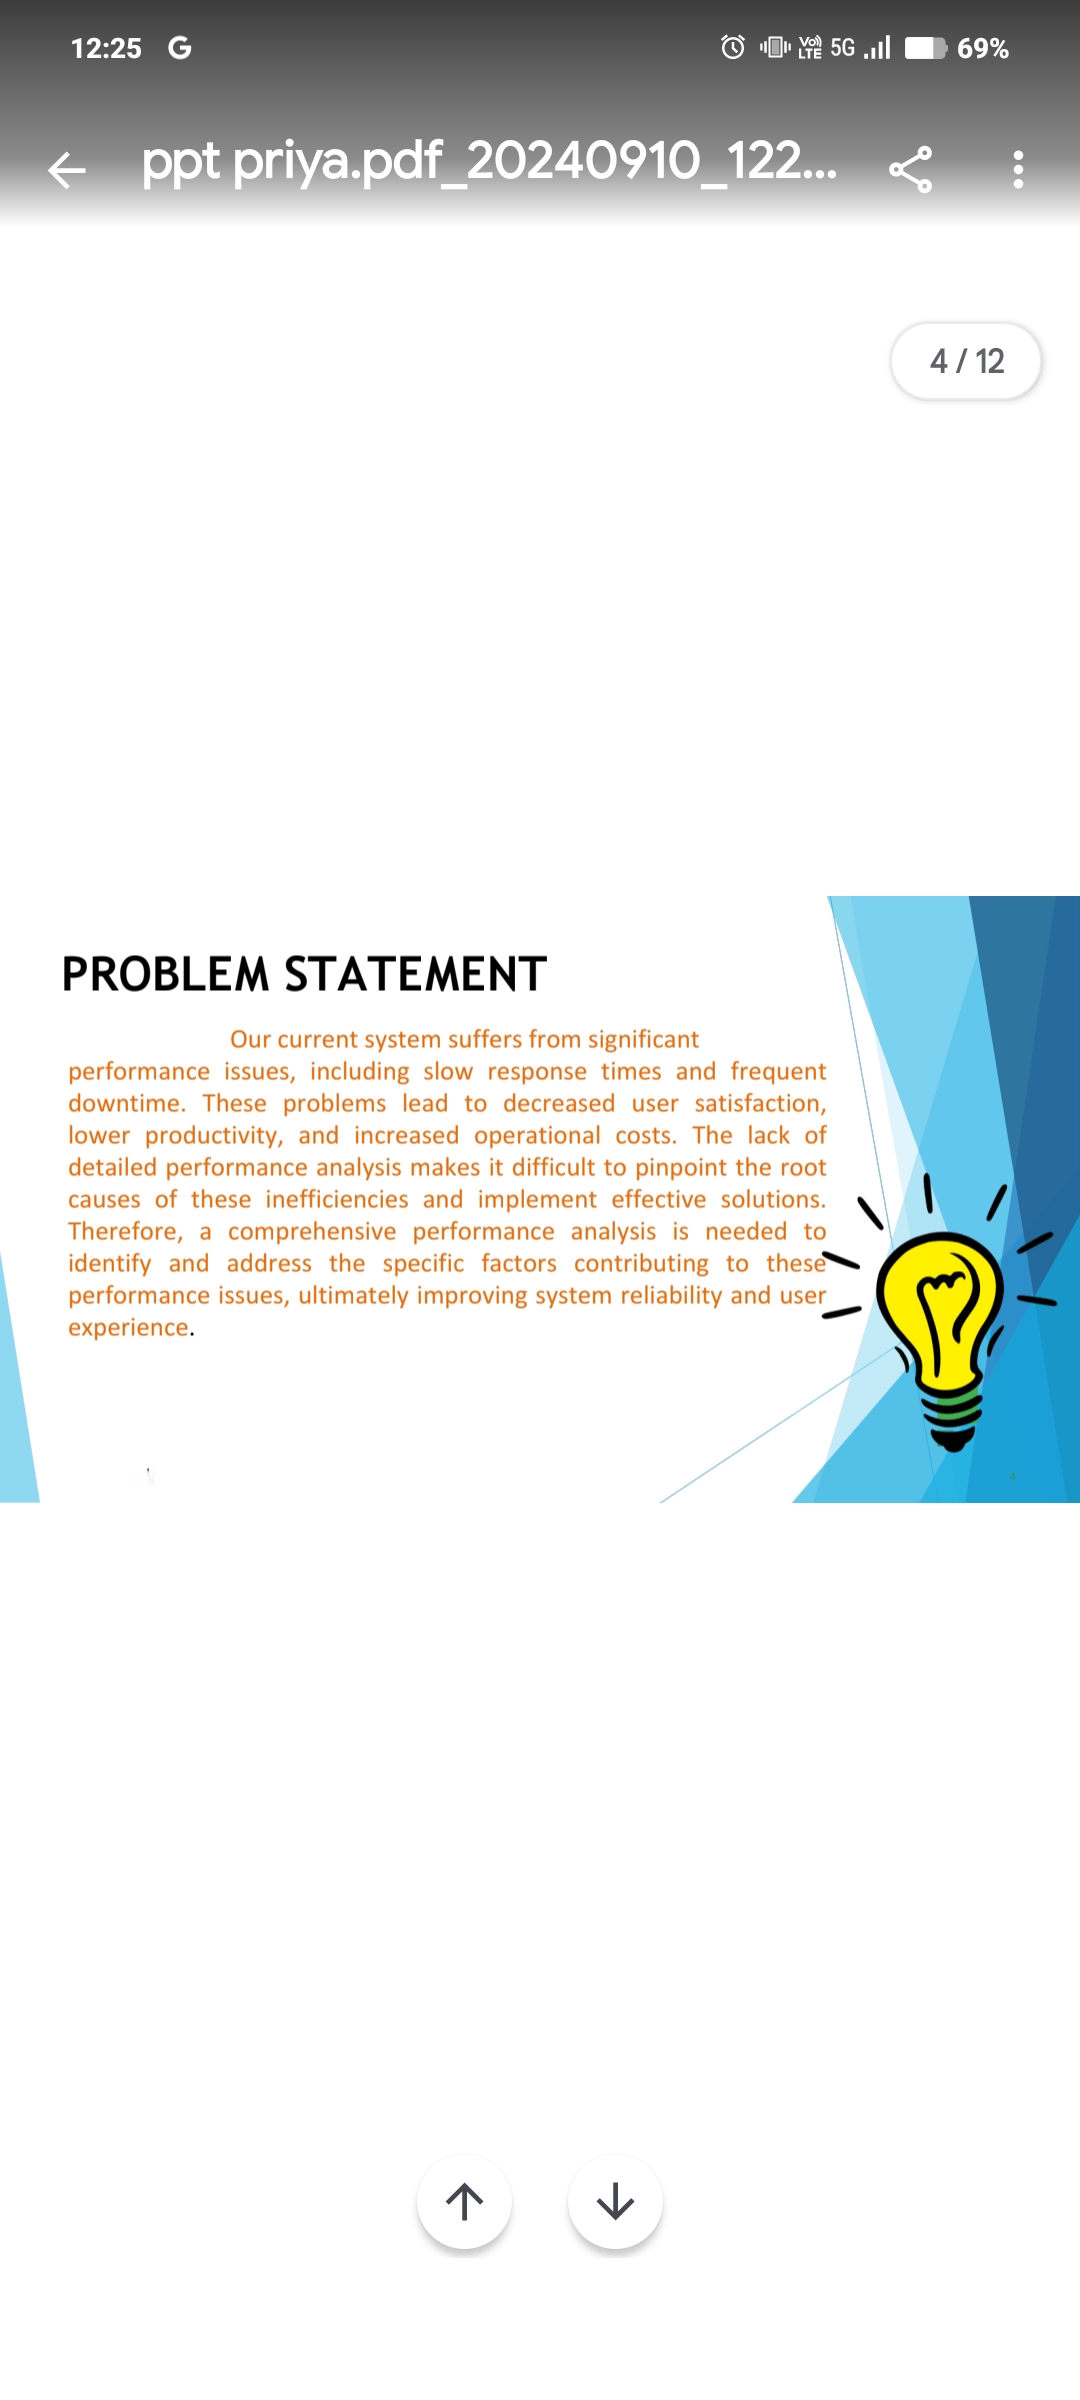 12:25 G VoLTE 5G 69%
ppt priya.pdf_20240910_122...
4 / 12
PROBLEM STATEMENT
Our current system suffers from significant
performance issues, including slow response times and frequent
downtime. These problems lead to decreased user satisfaction,
lower productivity, and increased operational costs. The lack of
detailed performance analysis makes it difficult to pinpoint the root
causes of these inefficiencies and implement effective solutions.
Therefore, a comprehensive performance analysis is needed to
identify and address the specific factors contributing to these
performance issues, ultimately improving system reliability and user
experience.
4